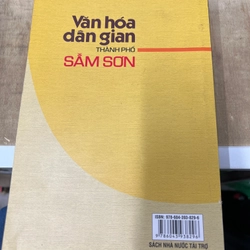 Văn hóa
dân gian
THÀNH PHỐ
SẦM SƠN
SÁCH NHÀ NƯỚC TÀI TRỢ